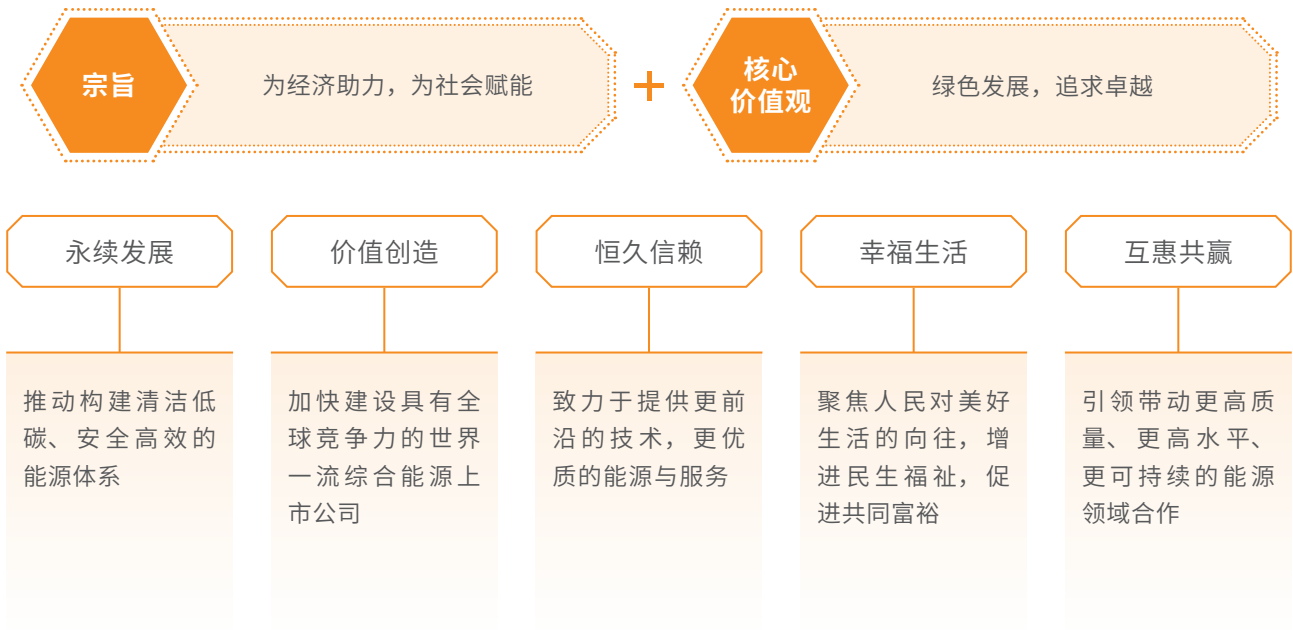 宗旨
为经济助力，为社会赋能
核心
价值观
绿色发展，追求卓越
永续发展
价值创造
恒久信赖
幸福生活
互惠共赢
推动构建清洁低
碳、安全高效的
能源体系
加快建设具有全
球竞争力的世界
一流综合能源上
市公司
致力于提供更前
沿的技术，更优
质的能源与服务
聚焦人民对美好
生活的向往，增
进民生福祉，促
进共同富裕
引领带动更高质
量、更高水平、
更可持续的能源
领域合作